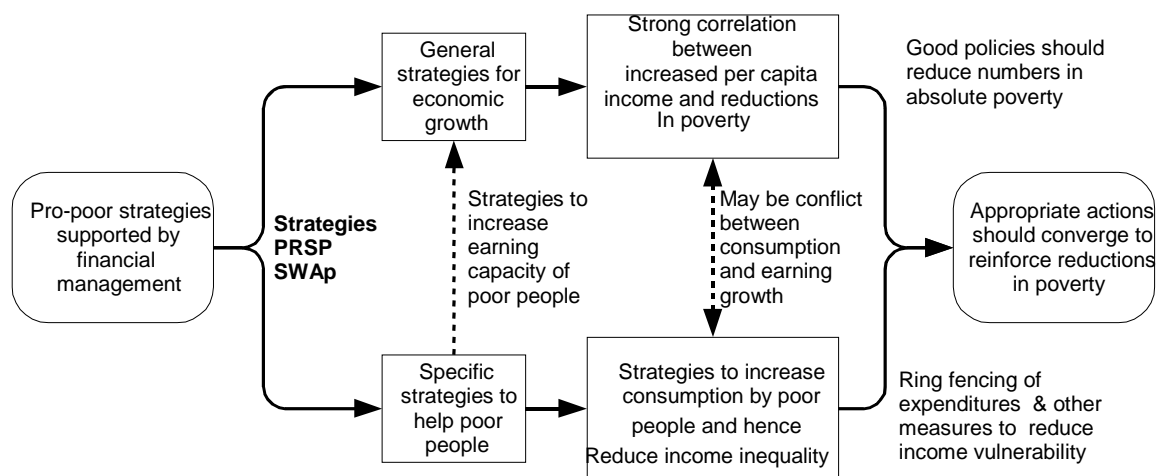 General
strategies for
economic
growth
Strong correlation
between
increased per capita
income and reductions
In poverty
Good policies should
reduce numbers in
absolute poverty
Pro-poor strategies
supported by
financial
management
Strategies
PRSP
SWAp
Strategies to
increase
earning
capacity of
poor people
May be conflict
between
consumption
and earning
growth
Appropriate actions
should converge to
reinforce reductions
in poverty
Specific
strategies to
help poor
people
Strategies to increase
consumption by poor
people and hence
Reduce income inequality
Ring fencing of
expenditures & other
measures to reduce
income vulnerability